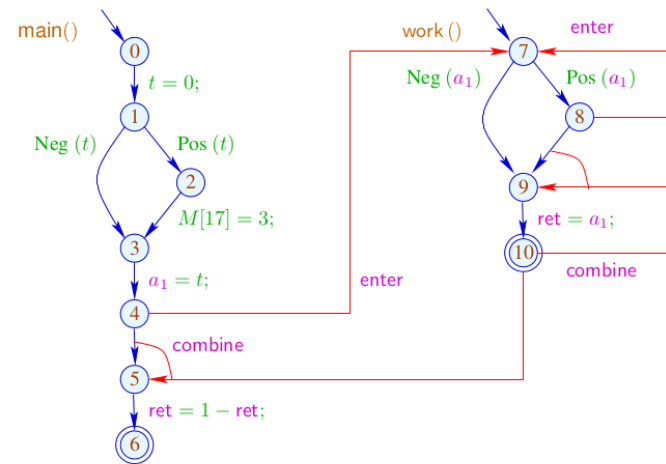 main()
0
t = 0;
1
Neg (t)
Pos (t)
2
M[17] = 3;
3
a₁ = t;
4
enter
combine
5
ret = 1 − ret;
6
work ()
7
enter
Neg (a₁)
Pos (a₁)
8
9
ret = a₁;
10
combine